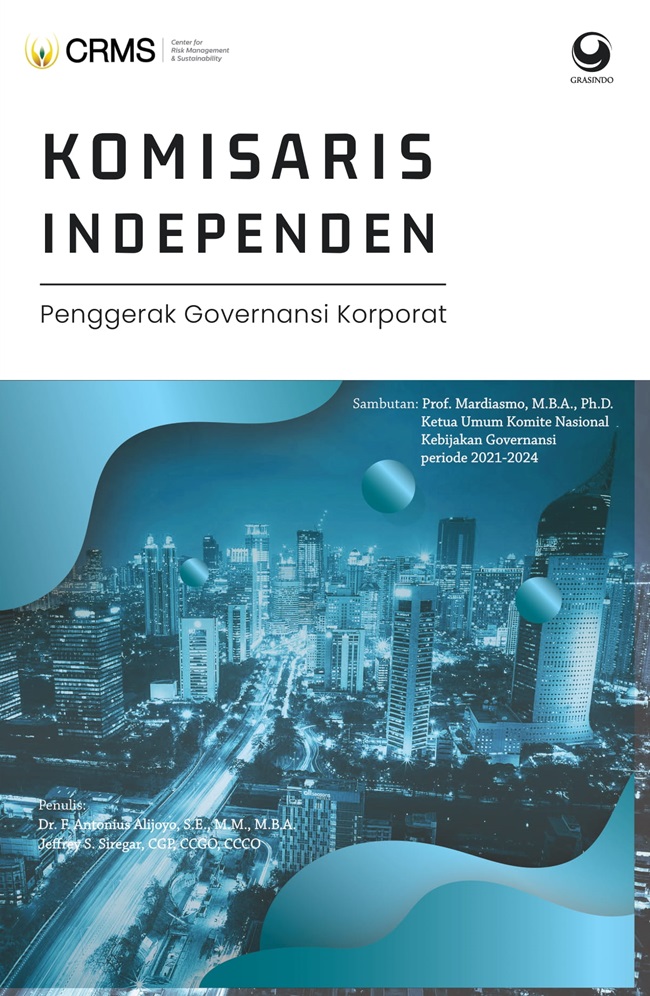 CRMS
Center for
Risk Management
& Sustainability
GRASINDO
KOMISARIS
INDEPENDEN
Penggerak Governansi Korporat
Sambutan: Prof. Mardiasmo, M.B.A., Ph.D.
Ketua Umum Komite Nasional
Kebijakan Governansi
periode 2021-2024
Penulis:
Dr. F. Antonius Alijoyo, S.E., M.M., M.B.A.
Jeffrey S. Siregar, CGP, CCGO, CCCO